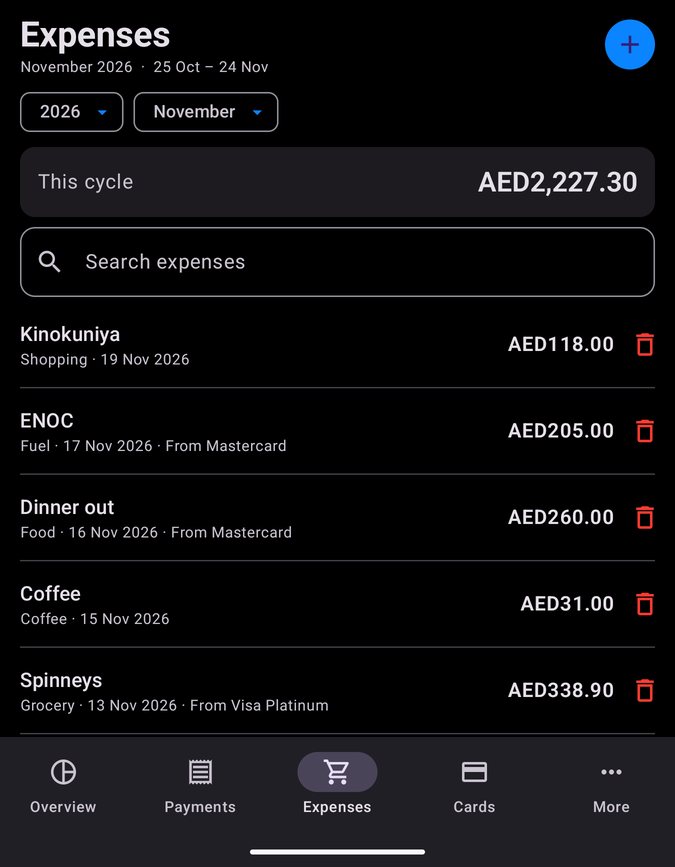 Expenses
November 2026 · 25 Oct – 24 Nov
2026
November
This cycle
AED2,227.30
Search expenses
Kinokuniya
AED118.00
Shopping · 19 Nov 2026
ENOC
AED205.00
Fuel · 17 Nov 2026 · From Mastercard
Dinner out
AED260.00
Food · 16 Nov 2026 · From Mastercard
Coffee
AED31.00
Coffee · 15 Nov 2026
Spinneys
AED338.90
Grocery · 13 Nov 2026 · From Visa Platinum
Overview
Payments
Expenses
Cards
More